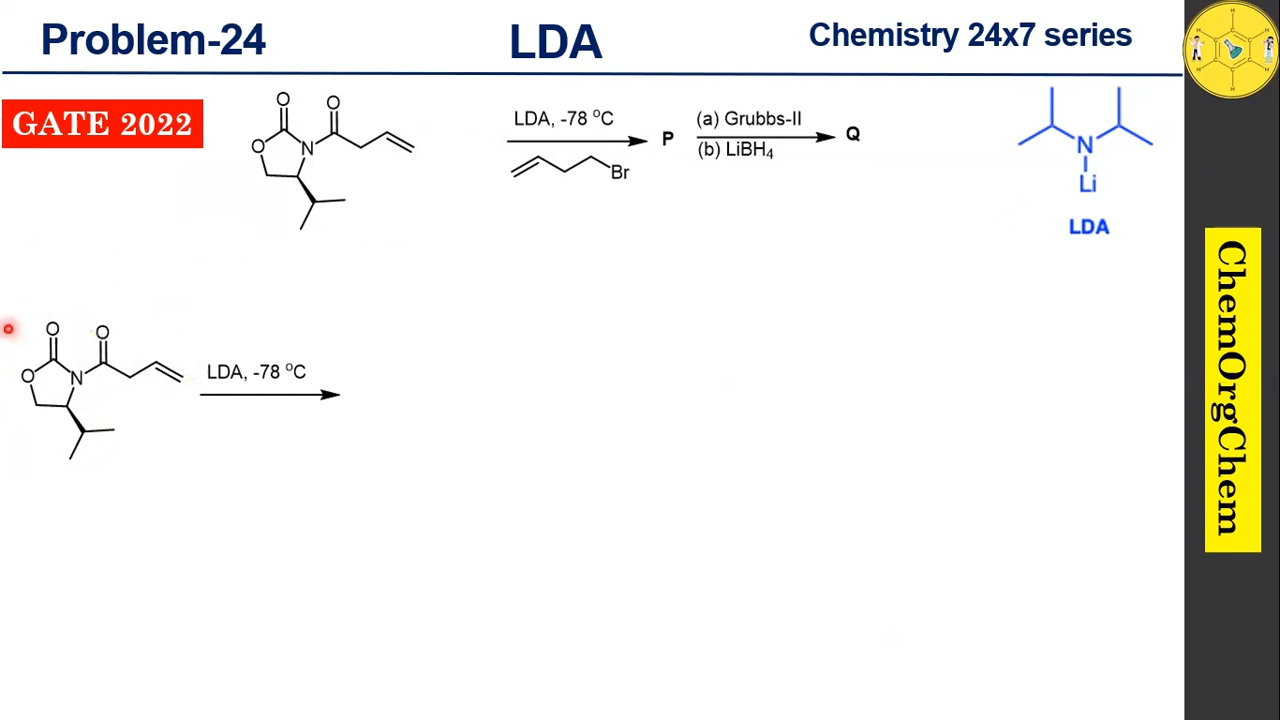 Problem-24
LDA
Chemistry 24x7 series
GATE 2022
O
O
O
N
LDA, -78 °C
Br
P
(a) Grubbs-II
(b) LiBH₄
Q
N
Li
LDA
O
O
O
N
LDA, -78 °C
ChemOrgChem